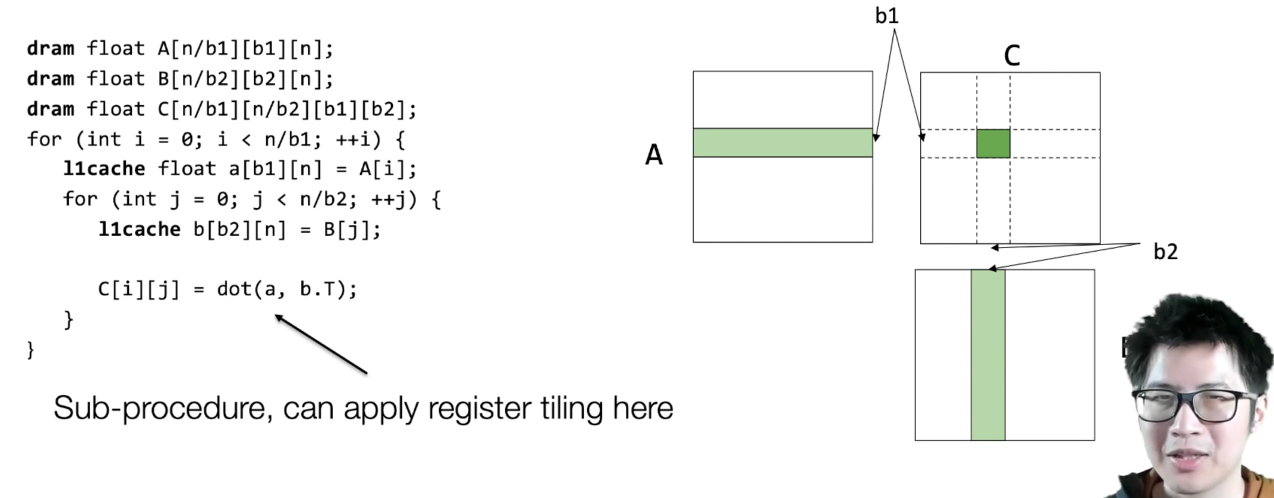 dram float A[n/b1][b1][n];
dram float B[n/b2][b2][n];
dram float C[n/b1][n/b2][b1][b2];
for (int i = 0; i < n/b1; ++i) {
l1cache float a[b1][n] = A[i];
for (int j = 0; j < n/b2; ++j) {
l1cache b[b2][n] = B[j];
C[i][j] = dot(a, b.T);
}
}
Sub-procedure, can apply register tiling here
b1
C
A
b2